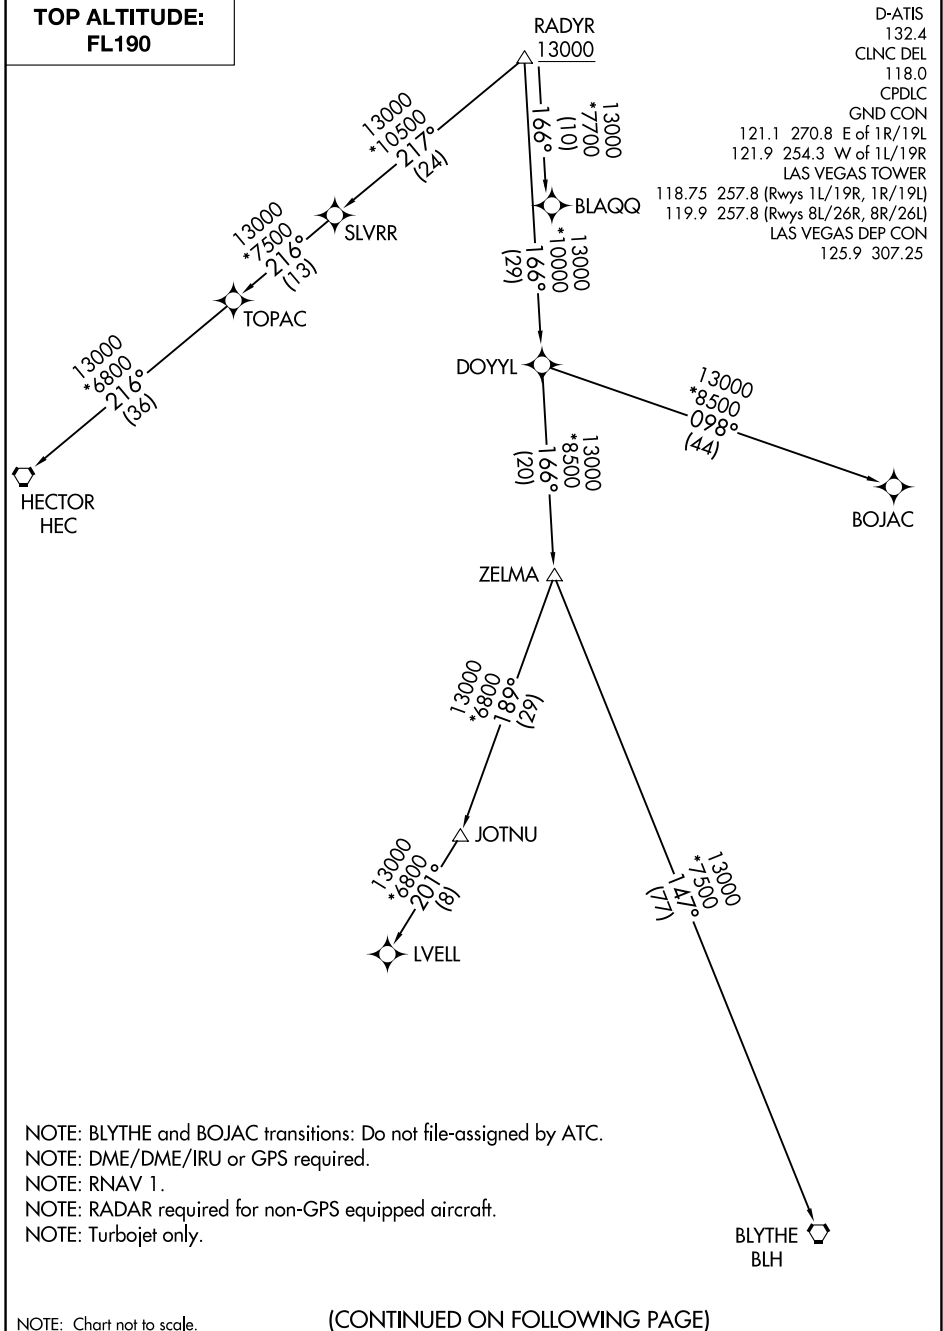 TOP ALTITUDE:
FL190
RADYR
13000
D-ATIS
132.4
CLNC DEL
118.0
CPDLC
GND CON
121.1 270.8 E of 1R/19L
121.9 254.3 W of 1L/19R
LAS VEGAS TOWER
118.75 257.8 (Rwys 1L/19R, 1R/19L)
119.9 257.8 (Rwys 8L/26R, 8R/26L)
LAS VEGAS DEP CON
125.9 307.25
13000
*10500
217°
(24)
13000
*7700
166°
(10)
SLVRR
BLAQQ
13000
*7500
216°
(13)
13000
*10000
166°
(29)
TOPAC
13000
*6800
216°
(36)
DOYYL
13000
*8500
098°
(44)
HECTOR
HEC
13000
*8500
166°
(20)
BOJAC
ZELMA
13000
*6800
189°
(29)
JOTNU
13000
*6800
201°
(8)
13000
*7500
147°
(77)
LVELL
NOTE: BLYTHE and BOJAC transitions: Do not file-assigned by ATC.
NOTE: DME/DME/IRU or GPS required.
NOTE: RNAV 1.
NOTE: RADAR required for non-GPS equipped aircraft.
NOTE: Turbojet only.
BLYTHE
BLH
NOTE: Chart not to scale.
(CONTINUED ON FOLLOWING PAGE)